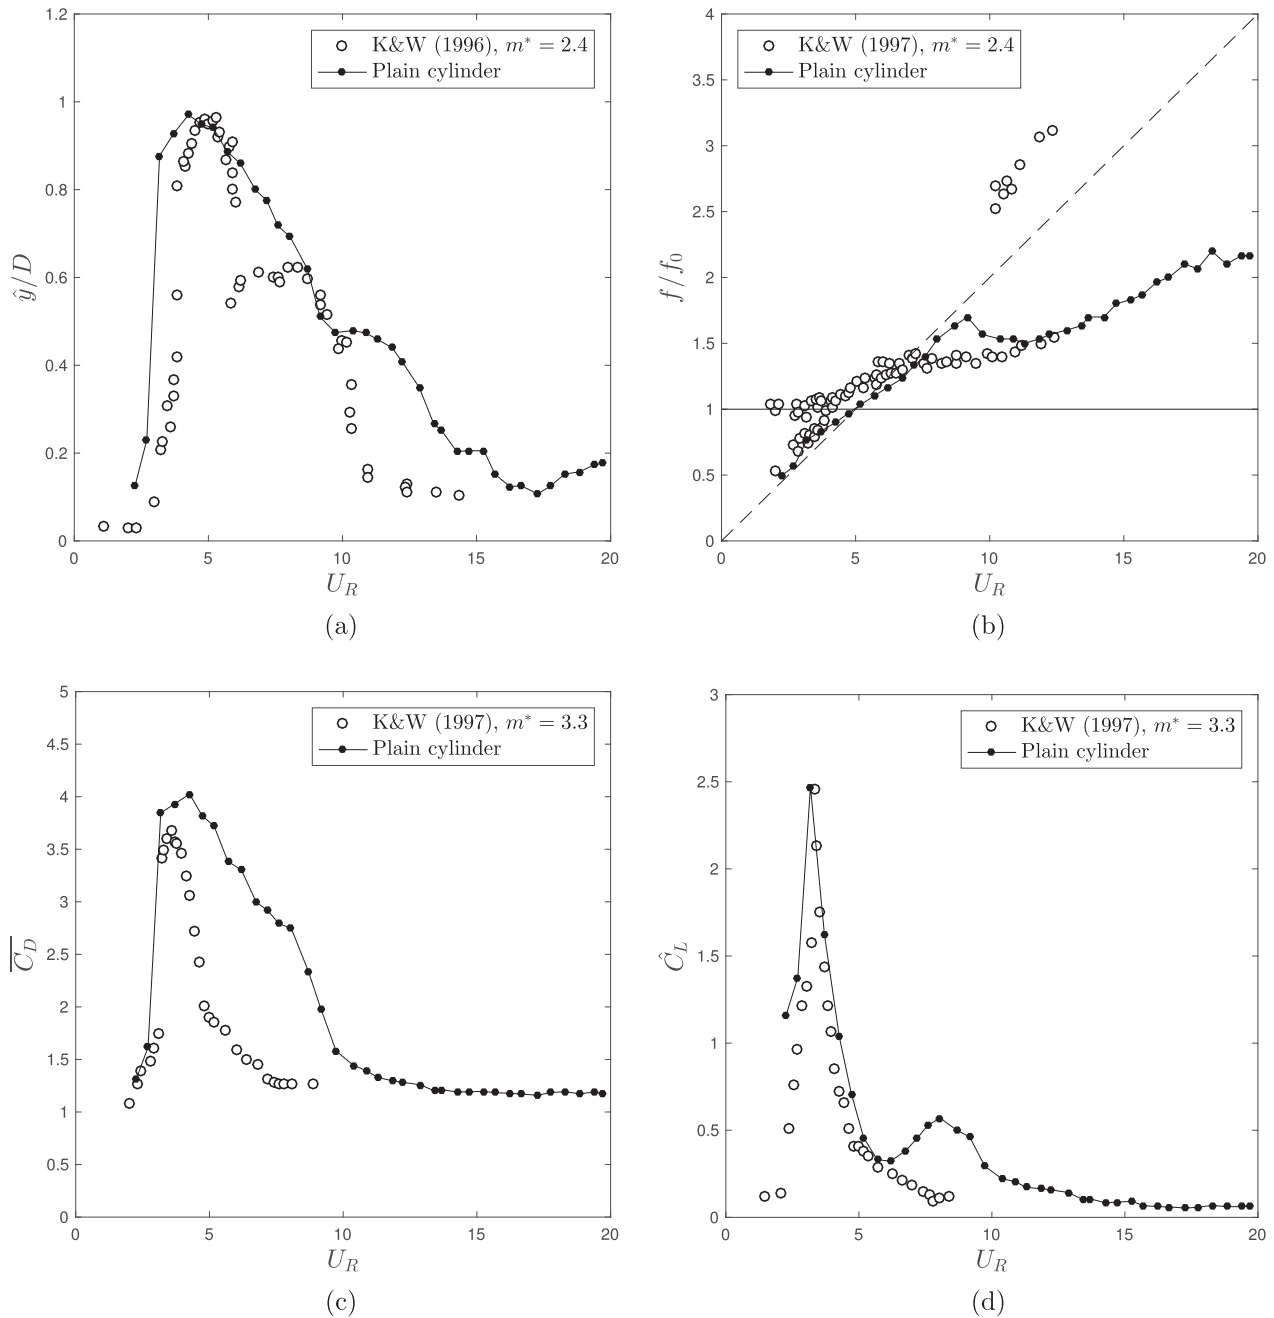 1.2
1
0.8
0.6
0.4
0.2
0
0 5 10 15 20
ŷ/D
U_R
K&W (1996), m* = 2.4
Plain cylinder
(a)
4
3.5
3
2.5
2
1.5
1
0.5
0
0 5 10 15 20
f/f₀
U_R
K&W (1997), m* = 2.4
Plain cylinder
(b)
5
4.5
4
3.5
3
2.5
2
1.5
1
0.5
0
0 5 10 15 20
\overline{C_D}
U_R
K&W (1997), m* = 3.3
Plain cylinder
(c)
3
2.5
2
1.5
1
0.5
0
0 5 10 15 20
Ĉ_L
U_R
K&W (1997), m* = 3.3
Plain cylinder
(d)